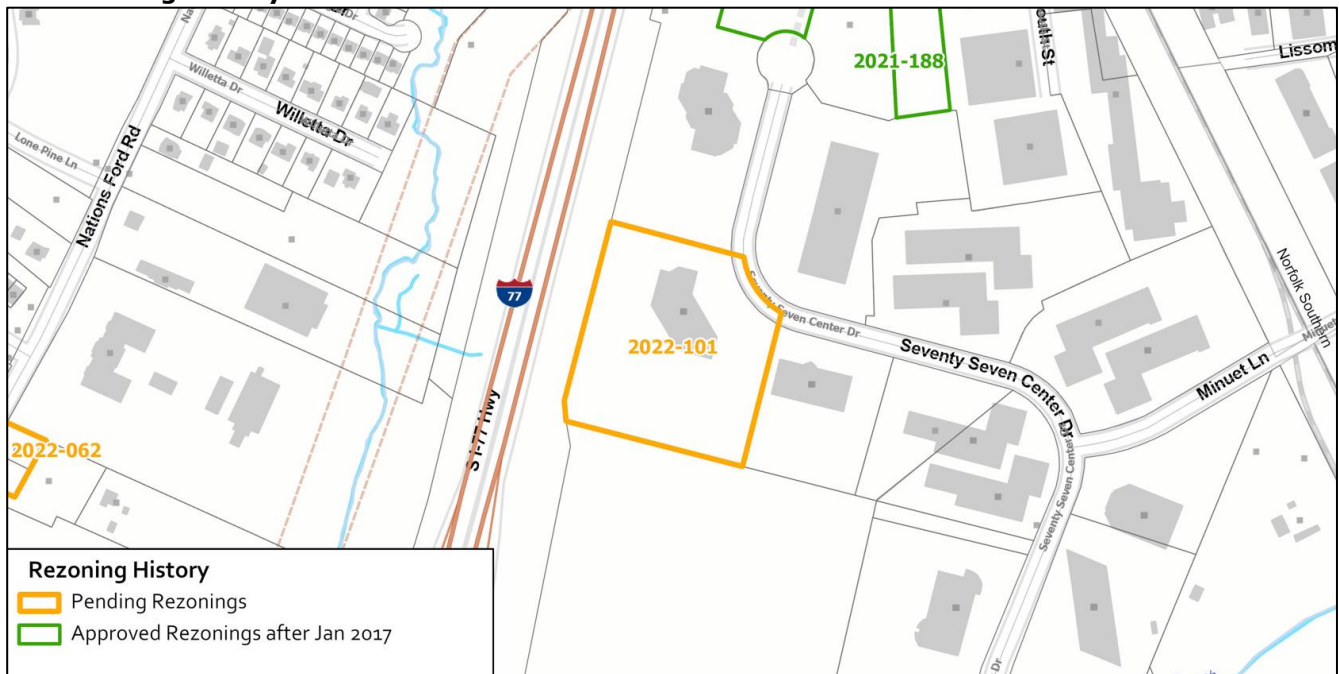 Willetta Dr
Willetta Dr
Nations Ford Rd
Lone Pine Ln
2021-188
outh St
Lissom
77
2022-101
Seventy Seven Center Dr
Seventy Seven Center Dr
Minuet Ln
Norfolk Southern
S I-77 Hwy
2022-062
Seventy Seven Center
Dr
Rezoning History
Pending Rezonings
Approved Rezonings after Jan 2017